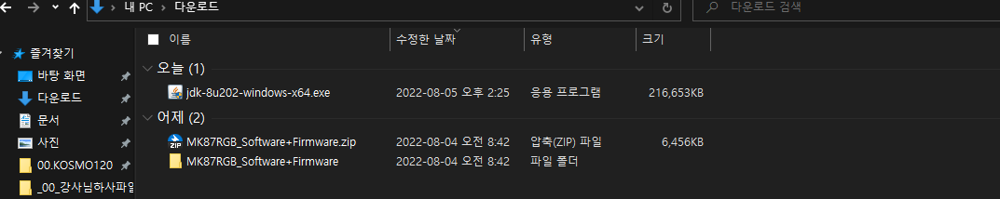 내 PC > 다운로드
다운로드 검색
즐겨찾기
바탕 화면
다운로드
문서
사진
00.KOSMO120
_00_강사님하사파일
이름 수정한 날짜 유형 크기
오늘 (1)
jdk-8u202-windows-x64.exe 2022-08-05 오후 2:25 응용 프로그램 216,653KB
어제 (2)
MK87RGB_Software+Firmware.zip 2022-08-04 오전 8:42 압축(ZIP) 파일 6,456KB
MK87RGB_Software+Firmware 2022-08-04 오전 8:42 파일 폴더